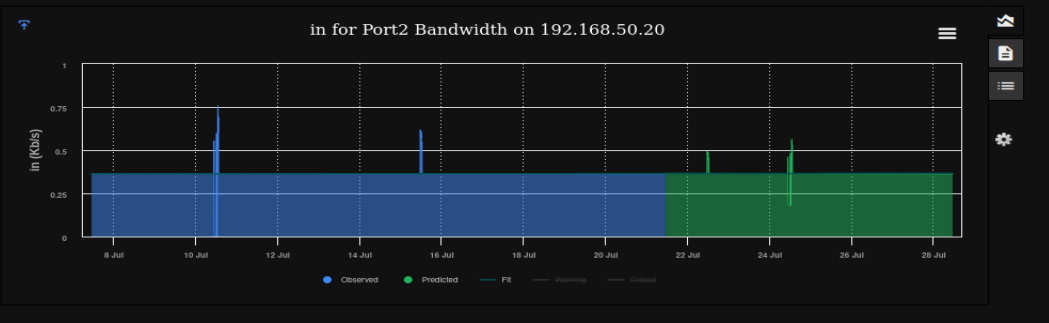 in for Port2 Bandwidth on 192.168.50.20
in (Kb/s)
1
0.75
0.5
0.25
0
8 Jul 10 Jul 12 Jul 14 Jul 16 Jul 18 Jul 20 Jul 22 Jul 24 Jul 26 Jul 28 Jul
Observed Predicted Fit Warning Critical